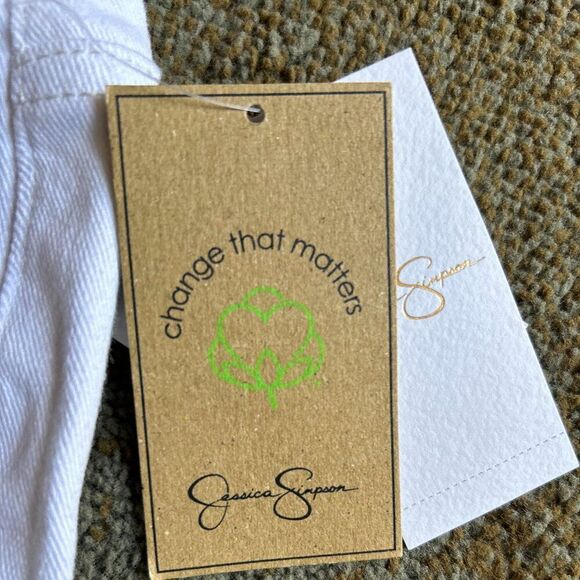 change that matters
Jessica Simpson
Simpson